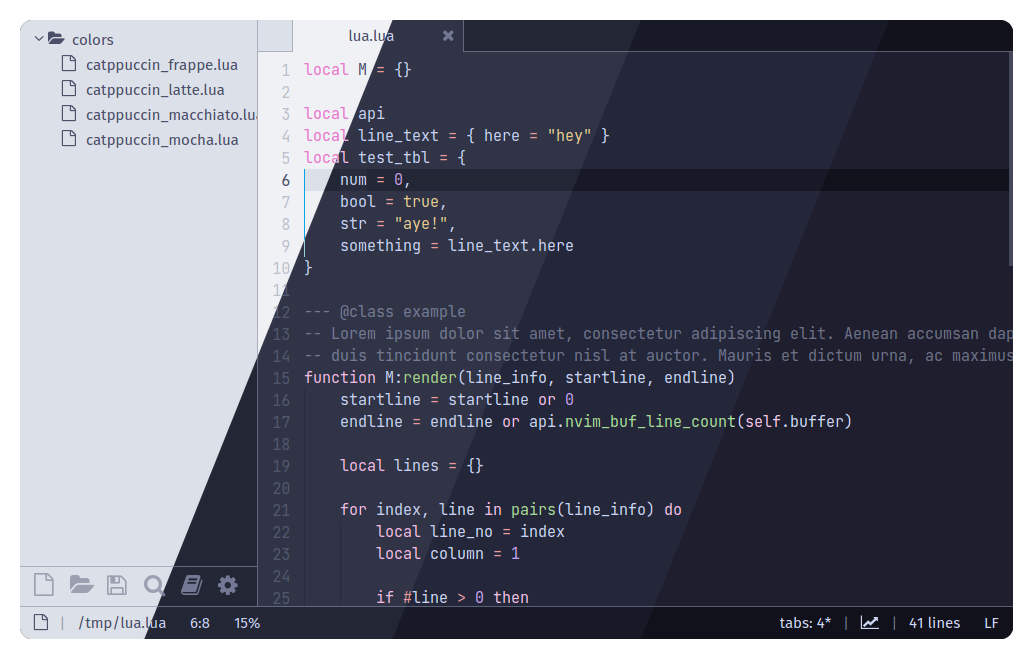 colors
catppuccin_frappe.lua
catppuccin_latte.lua
catppuccin_macchiato.lua
catppuccin_mocha.lua
lua.lua
1 local M = {}
2
3 local api
4 local line_text = { here = "hey" }
5 local test_tbl = {
6 num = 0,
7 bool = true,
8 str = "aye!",
9 something = line_text.here
10 }
11
12 --- @class example
13 -- Lorem ipsum dolor sit amet, consectetur adipiscing elit. Aenean accumsan dap
14 -- duis tincidunt consectetur nisl at auctor. Mauris et dictum urna, ac maximus
15 function M:render(line_info, startline, endline)
16 startline = startline or 0
17 endline = endline or api.nvim_buf_line_count(self.buffer)
18
19 local lines = {}
20
21 for index, line in pairs(line_info) do
22 local line_no = index
23 local column = 1
24
25 if #line > 0 then
/tmp/lua.lua 6:8 15% tabs: 4* | | 41 lines LF